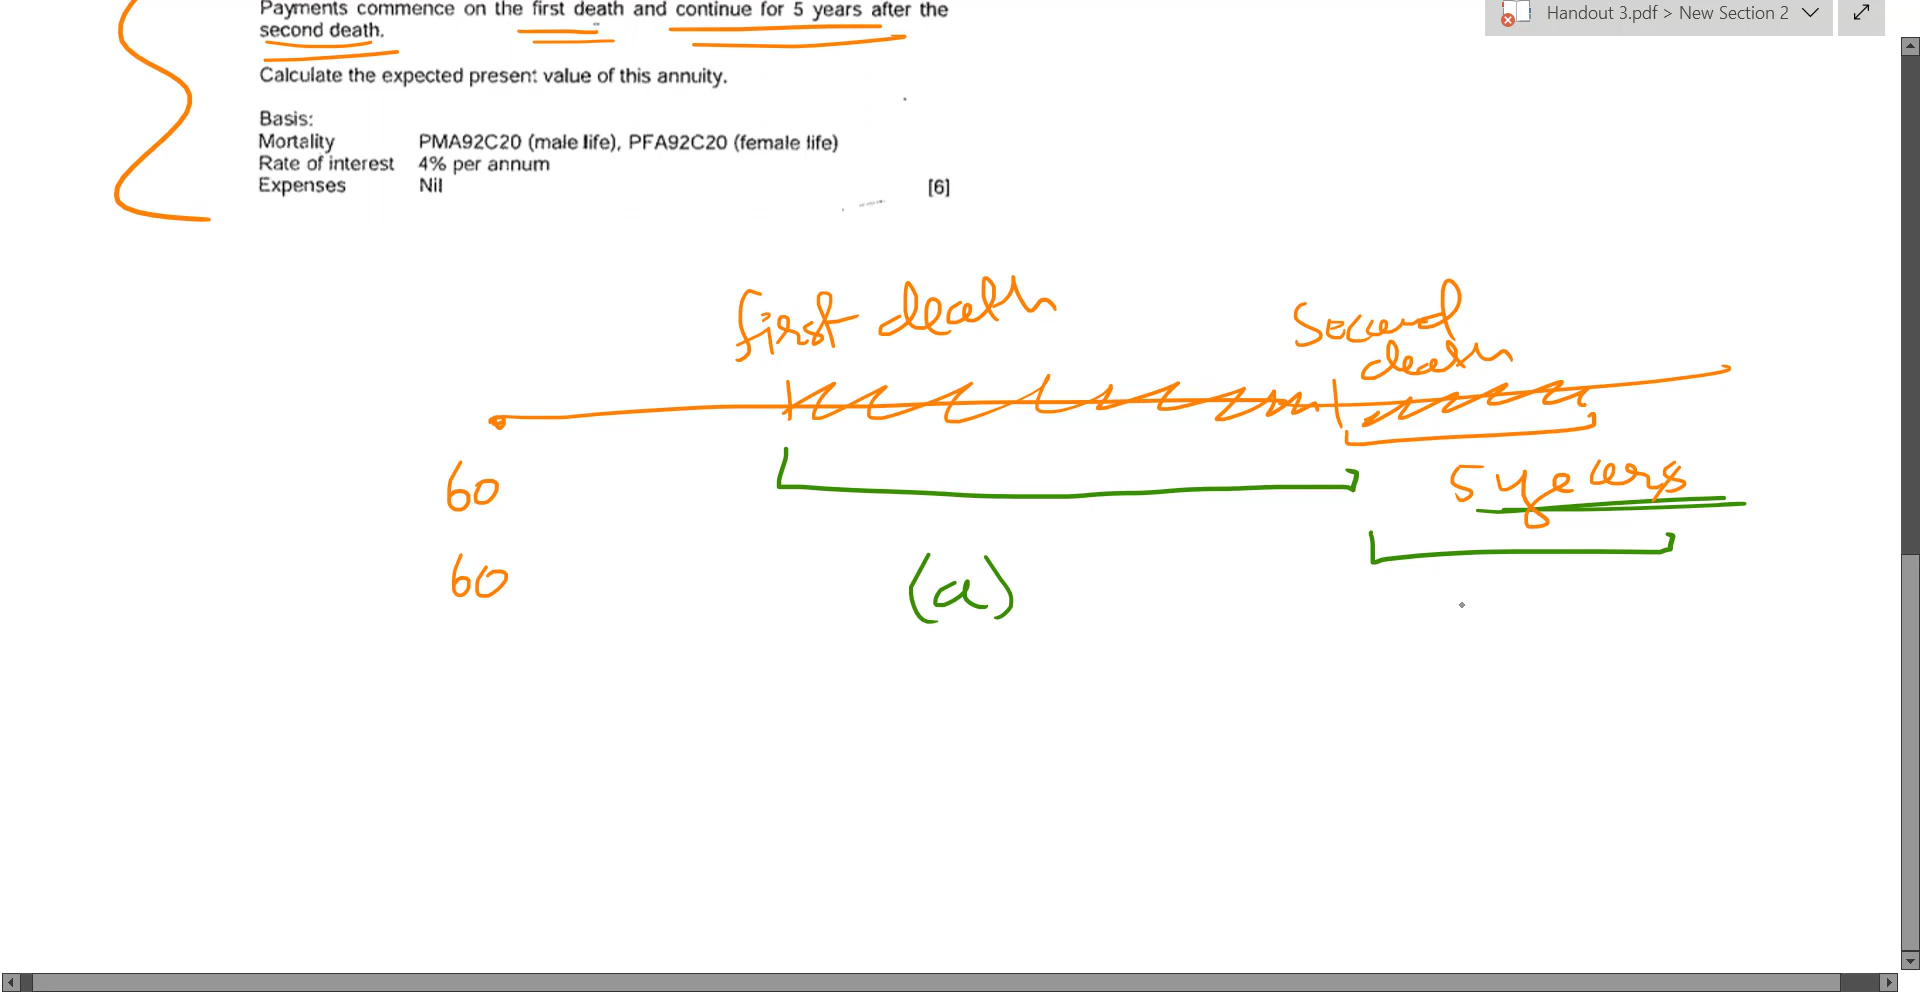 Payments commence on the first death and continue for 5 years after the
second death.
Handout 3.pdf > New Section 2
Calculate the expected present value of this annuity.
Basis:
Mortality PMA92C20 (male life), PFA92C20 (female life)
Rate of interest 4% per annum
Expenses Nil [6]
first death
Second
death
60
5 years
60
(a)